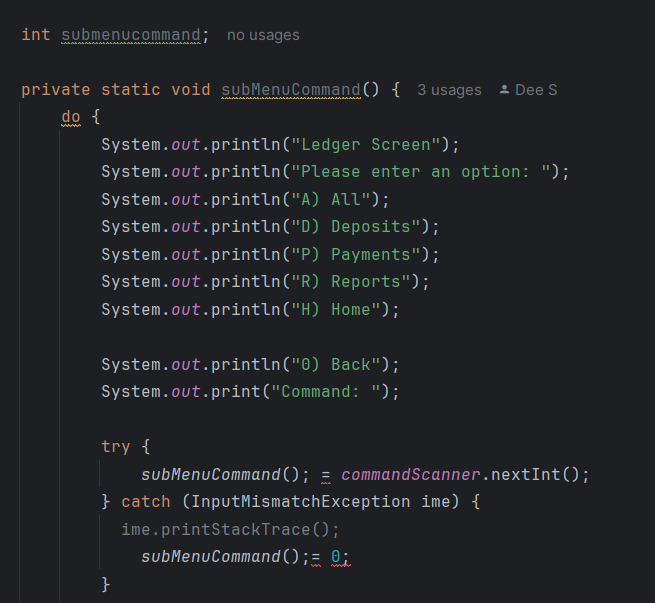 int submenucommand; no usages
private static void subMenuCommand() { 3 usages Dee S
do {
System.out.println("Ledger Screen");
System.out.println("Please enter an option: ");
System.out.println("A) All");
System.out.println("D) Deposits");
System.out.println("P) Payments");
System.out.println("R) Reports");
System.out.println("H) Home");
System.out.println("0) Back");
System.out.print("Command: ");
try {
subMenuCommand(); = commandScanner.nextInt();
} catch (InputMismatchException ime) {
ime.printStackTrace();
subMenuCommand();= 0;
}